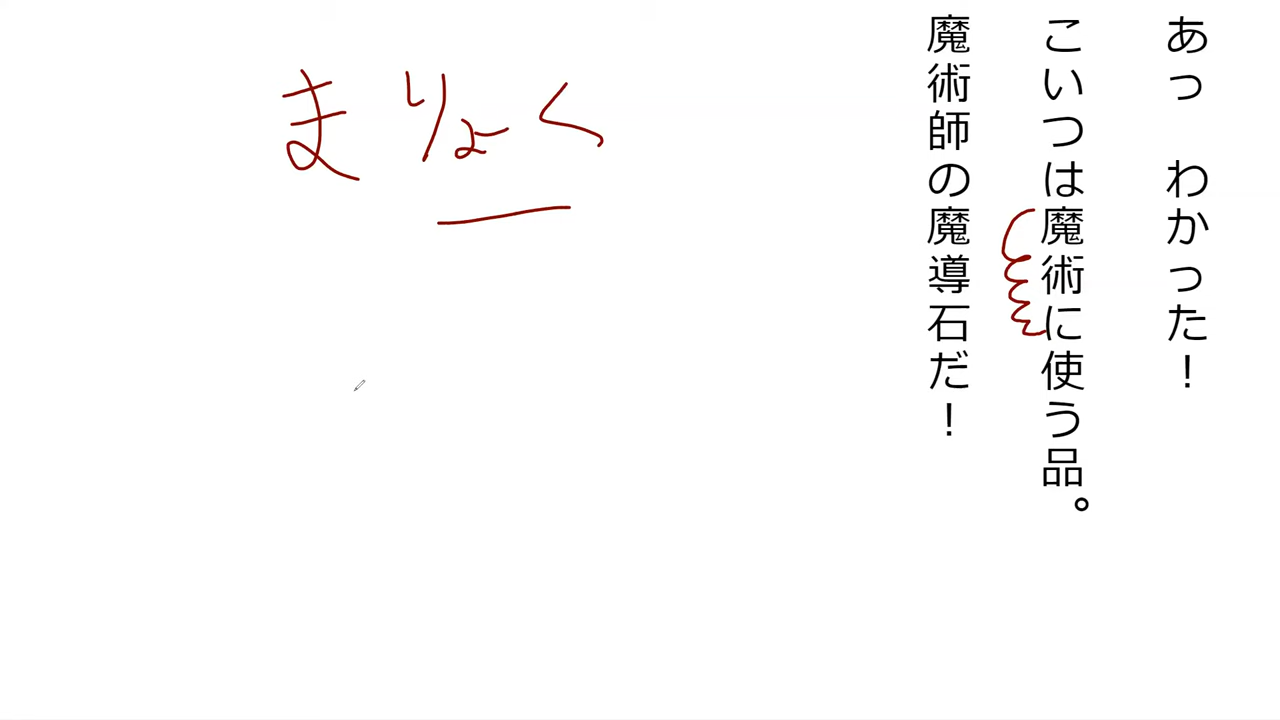 あっ　わかった！
こいつは魔術に使う品。
魔術師の魔導石だ！
まりょく